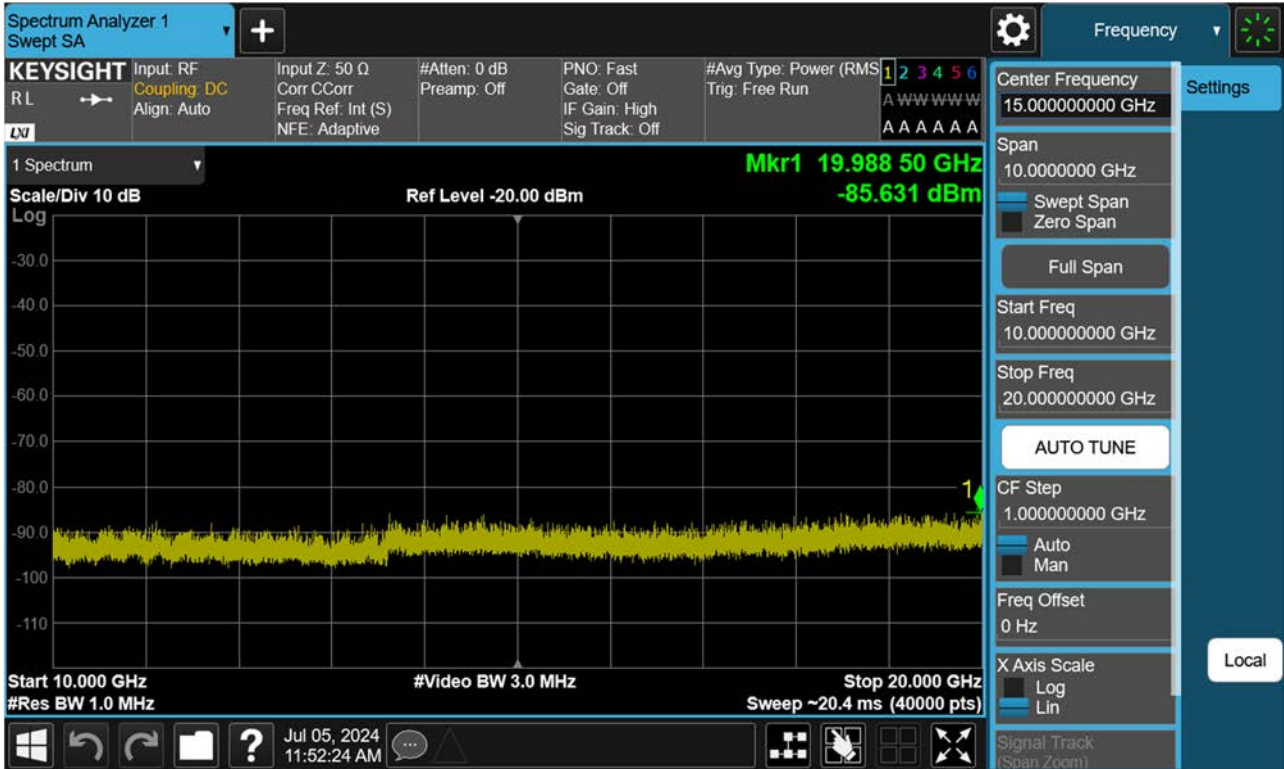 Spectrum Analyzer 1
Swept SA
Frequency
KEYSIGHT
RL
LXI
Input: RF
Coupling: DC
Align: Auto
Input Z: 50 Ω
Corr CCorr
Freq Ref: Int (S)
NFE: Adaptive
#Atten: 0 dB
Preamp: Off
PNO: Fast
Gate: Off
IF Gain: High
Sig Track: Off
#Avg Type: Power (RMS
Trig: Free Run
1 2 3 4 5 6
A W W W W W
A A A A A A
1 Spectrum
Scale/Div 10 dB
Log
Ref Level -20.00 dBm
Mkr1 19.988 50 GHz
-85.631 dBm
-30.0
-40.0
-50.0
-60.0
-70.0
-80.0
1
-90.0
-100
-110
Start 10.000 GHz
#Video BW 3.0 MHz
Stop 20.000 GHz
#Res BW 1.0 MHz
Sweep ~20.4 ms (40000 pts)
Jul 05, 2024
11:52:24 AM
Center Frequency
15.000000000 GHz
Span
10.0000000 GHz
Swept Span
Zero Span
Full Span
Start Freq
10.000000000 GHz
Stop Freq
20.000000000 GHz
AUTO TUNE
CF Step
1.000000000 GHz
Auto
Man
Freq Offset
0 Hz
X Axis Scale
Log
Lin
Signal Track
(Span Zoom)
Settings
Local